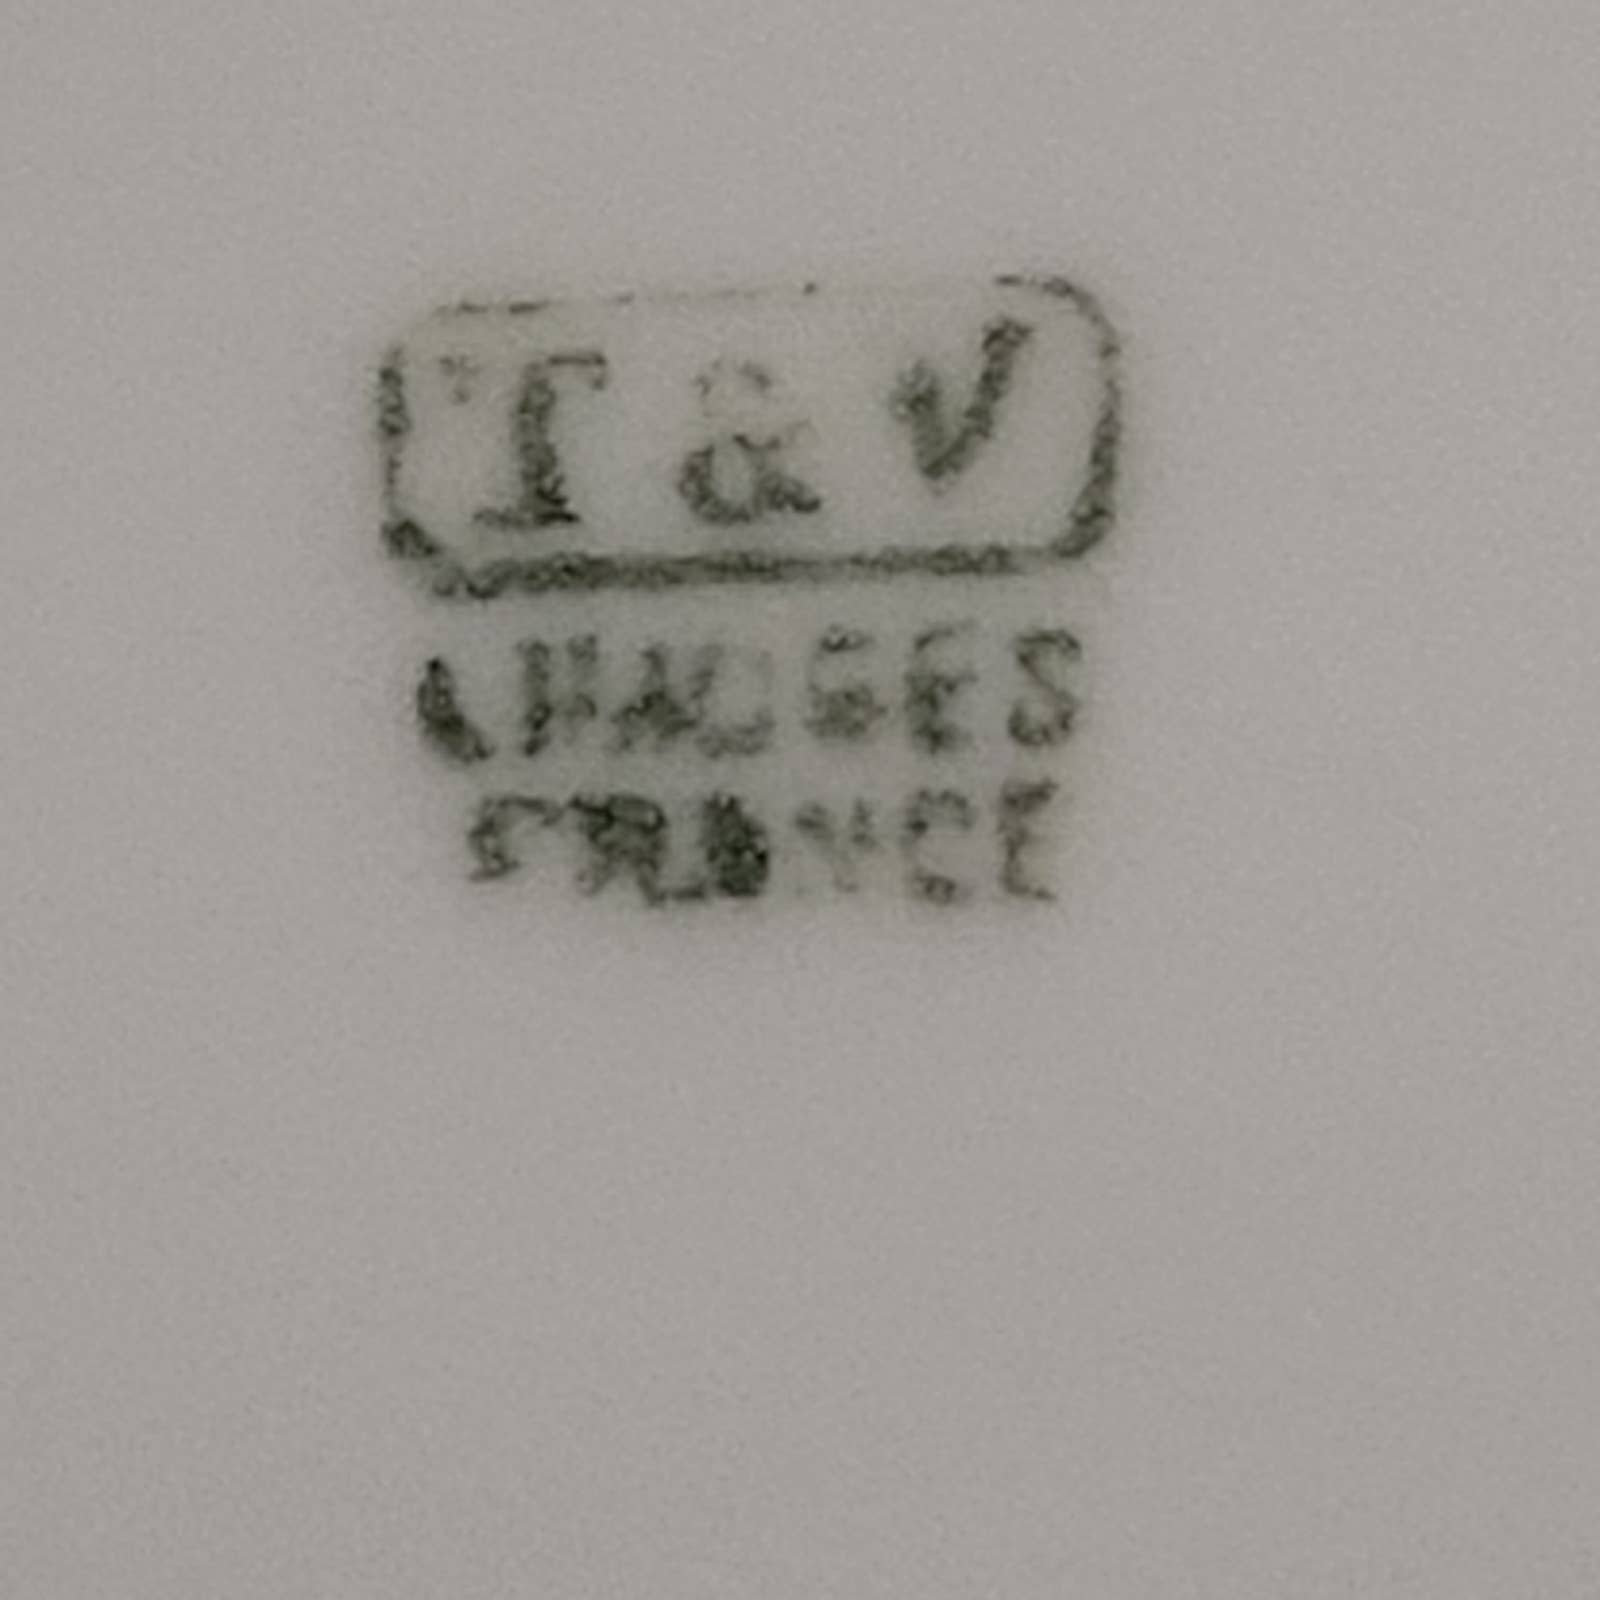 T & V
LIMOGES
FRANCE